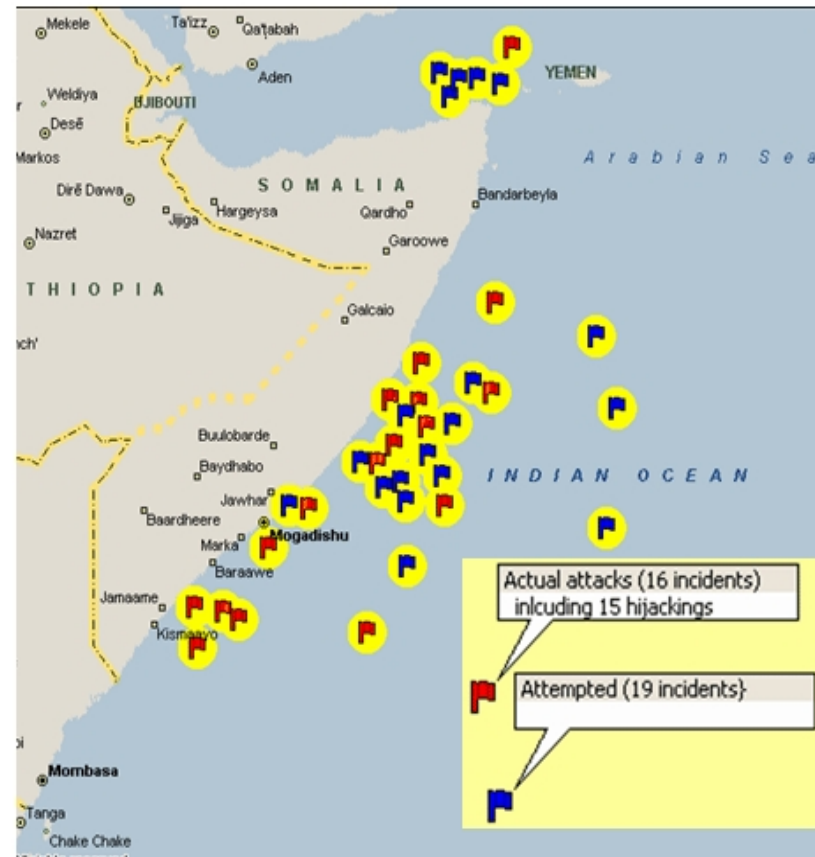 Mekele
Ta'izz
Qa'tabah
Aden
YEMEN
Weldiya
DJIBOUTI
Desē
Markos
Arabian Sea
Dirē Dawa
SOMALIA
Jijiga
Hargeysa
Qardho
Bandarbeyla
Nazret
Garoowe
THIOPIA
Galcaio
nch'
Buulobarde
Baydhabo
INDIAN OCEAN
Jawhar
Baardheere
Mogadishu
Marka
Baraawe
Actual attacks (16 incidents)
inlcuding 15 hijackings
Jamaame
Kismaayo
Attempted (19 incidents}
Mombasa
Tanga
Chake Chake